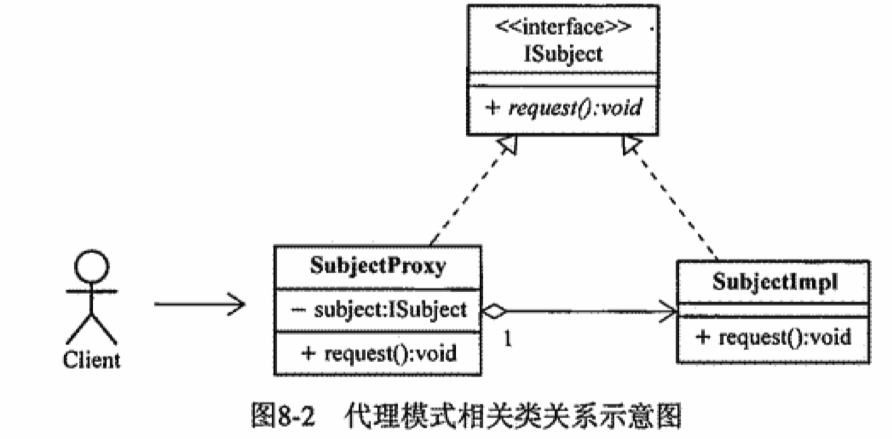 <<interface>>
ISubject
+ request():void
SubjectProxy
− subject:ISubject
+ request():void
1
SubjectImpl
+ request():void
Client
图8-2 代理模式相关类关系示意图